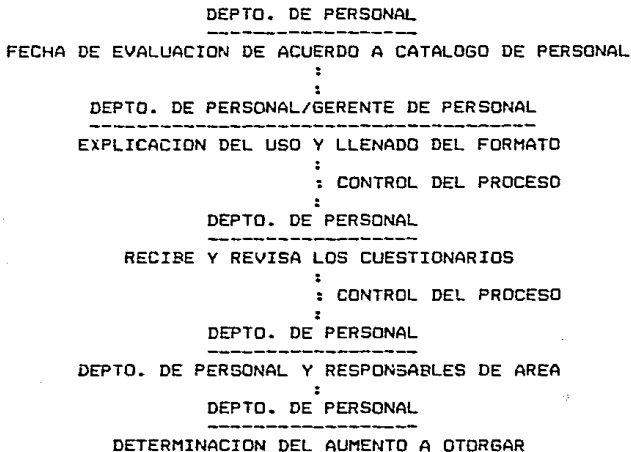 DEPTO. DE PERSONAL
FECHA DE EVALUACION DE ACUERDO A CATALOGO DE PERSONAL
:
:
DEPTO. DE PERSONAL/GERENTE DE PERSONAL
EXPLICACION DEL USO Y LLENADO DEL FORMATO
:
: CONTROL DEL PROCESO
:
DEPTO. DE PERSONAL
RECIBE Y REVISA LOS CUESTIONARIOS
:
: CONTROL DEL PROCESO
:
DEPTO. DE PERSONAL
DEPTO. DE PERSONAL Y RESPONSABLES DE AREA
:
DEPTO. DE PERSONAL
DETERMINACION DEL AUMENTO A OTORGAR